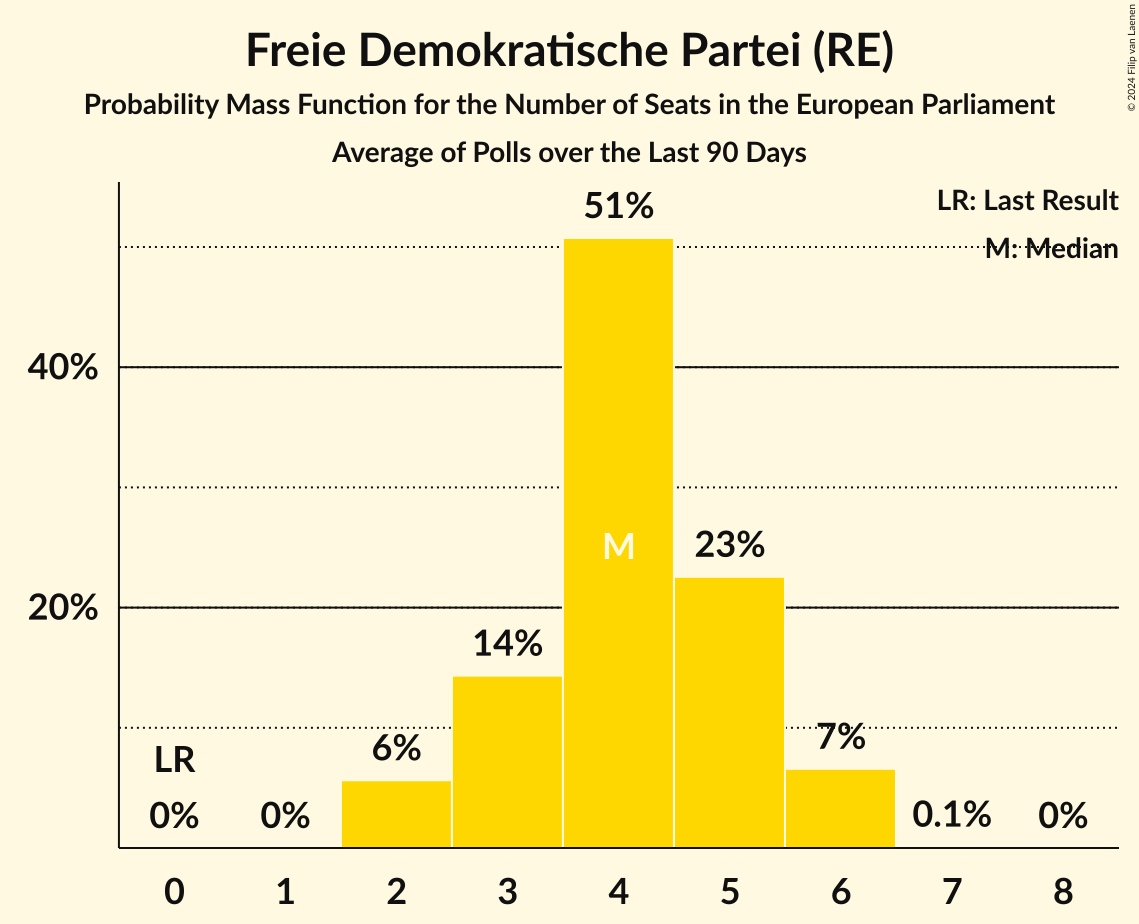 Freie Demokratische Partei (RE)
Probability Mass Function for the Number of Seats in the European Parliament
Average of Polls over the Last 90 Days
© 2024 Filip van Laenen
LR: Last Result
M: Median
51%
40%
M
23%
20%
14%
6%
7%
LR
0%
0%
0.1%
0%
0 1 2 3 4 5 6 7 8